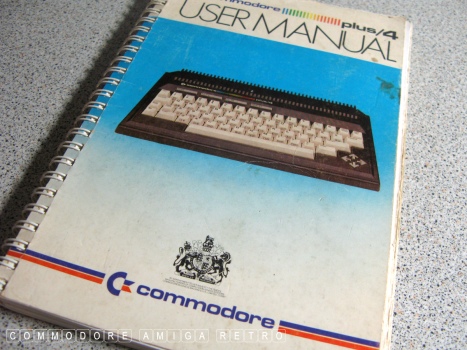 commodore plus/4
USER MANUAL
commodore
COMMODORE AMIGA RETRO